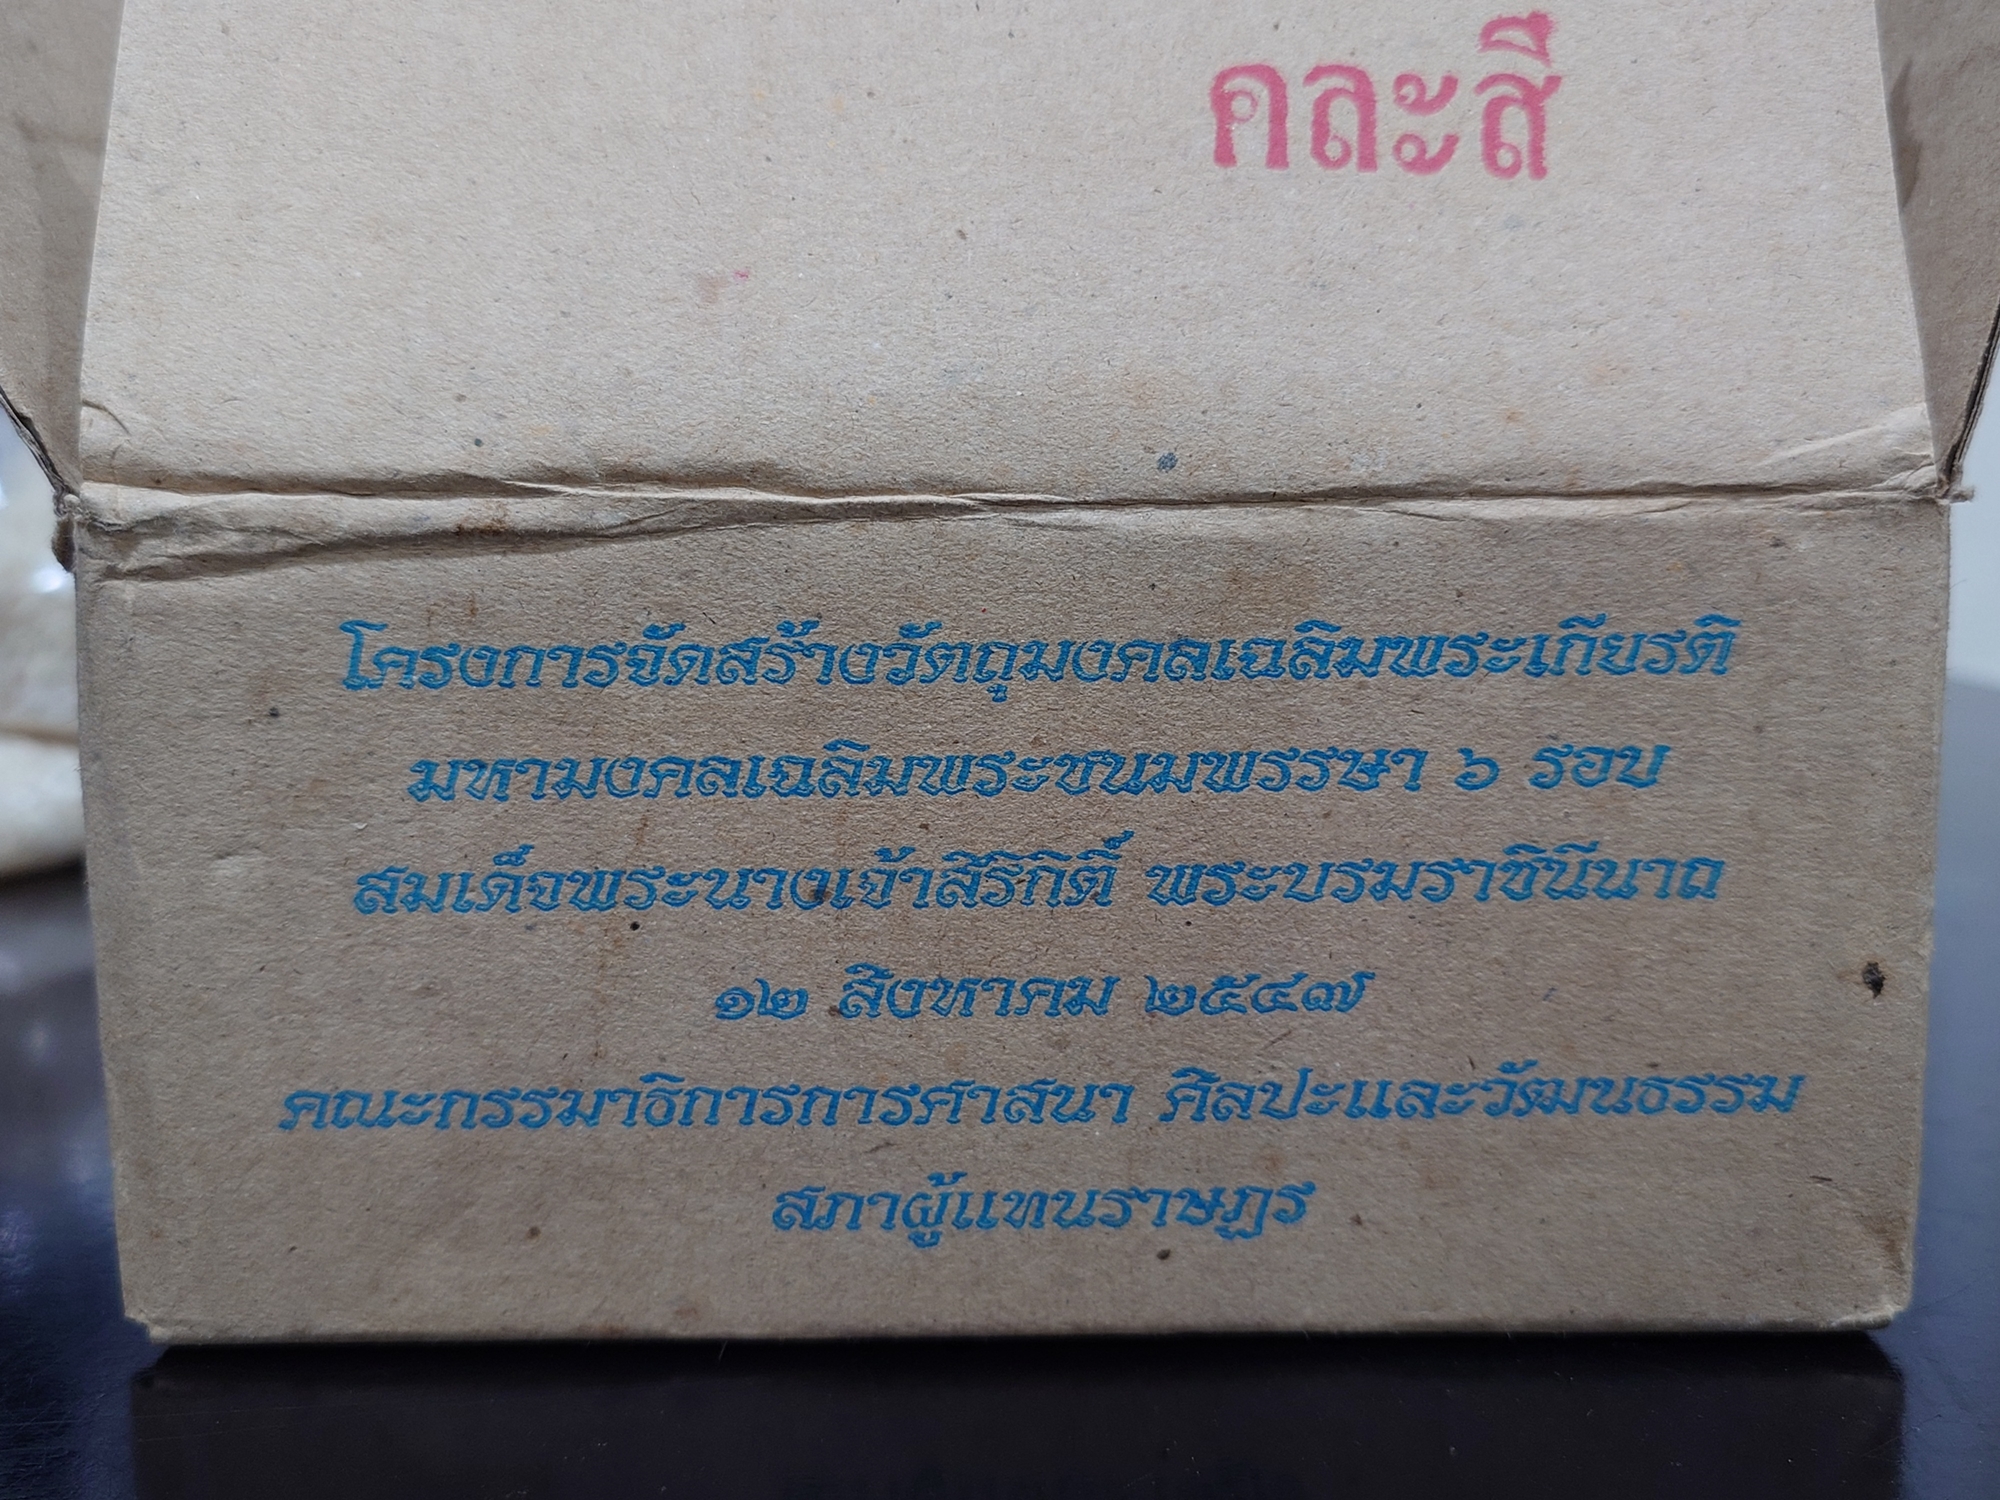 คละสี
โครงการจัดสร้างวัตถุมงคลเฉลิมพระเกียรติ
มหามงคลเฉลิมพระชนมพรรษา ๖ รอบ
สมเด็จพระนางเจ้าสิริกิติ์ พระบรมราชินีนาถ
๑๒ สิงหาคม ๒๕๔๗
คณะกรรมาธิการการศาสนา ศิลปะและวัฒนธรรม
สภาผู้แทนราษฎร